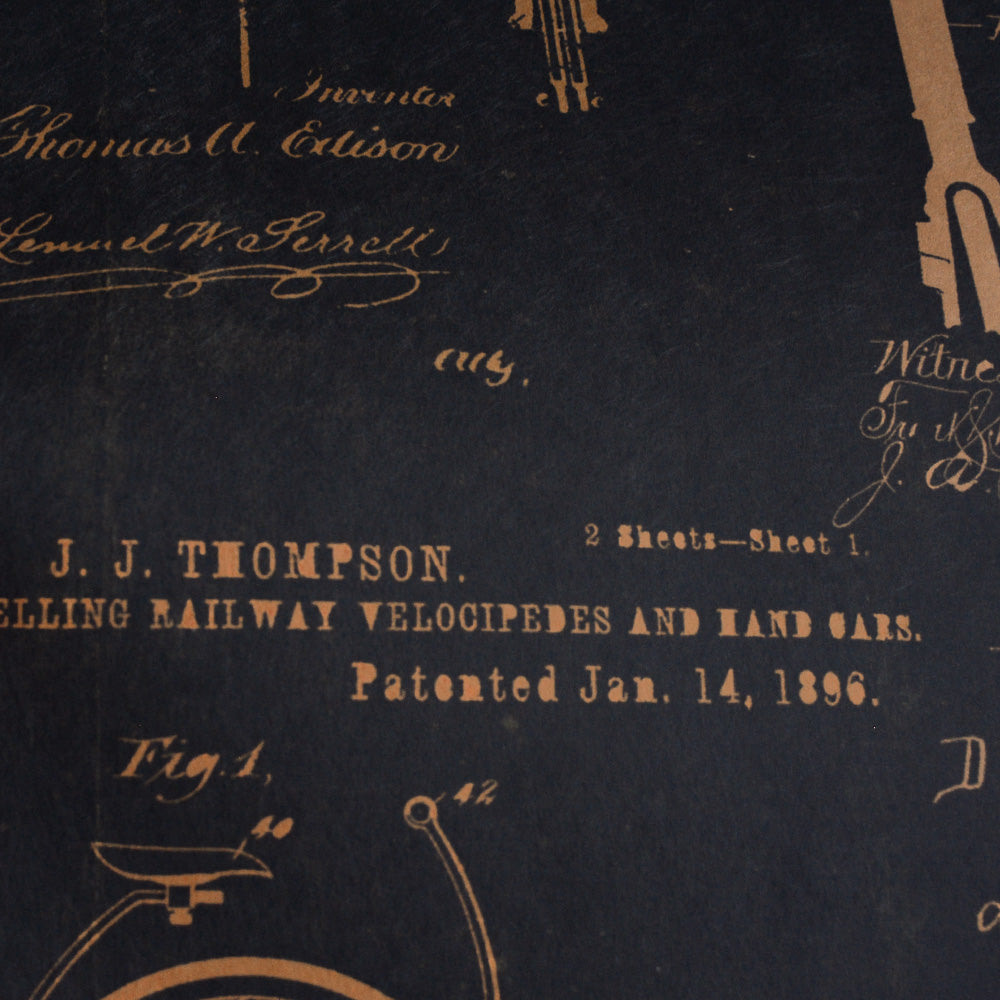 Inventor
Thomas A. Edison
Lemuel W. Serrell
atty.
Witne
J. A.
2 Sheets—Sheet 1.
J. J. THOMPSON.
ELLING RAILWAY VELOCIPEDES AND HAND CARS.
Patented Jan. 14, 1896.
Fig. 1,
42
40
D